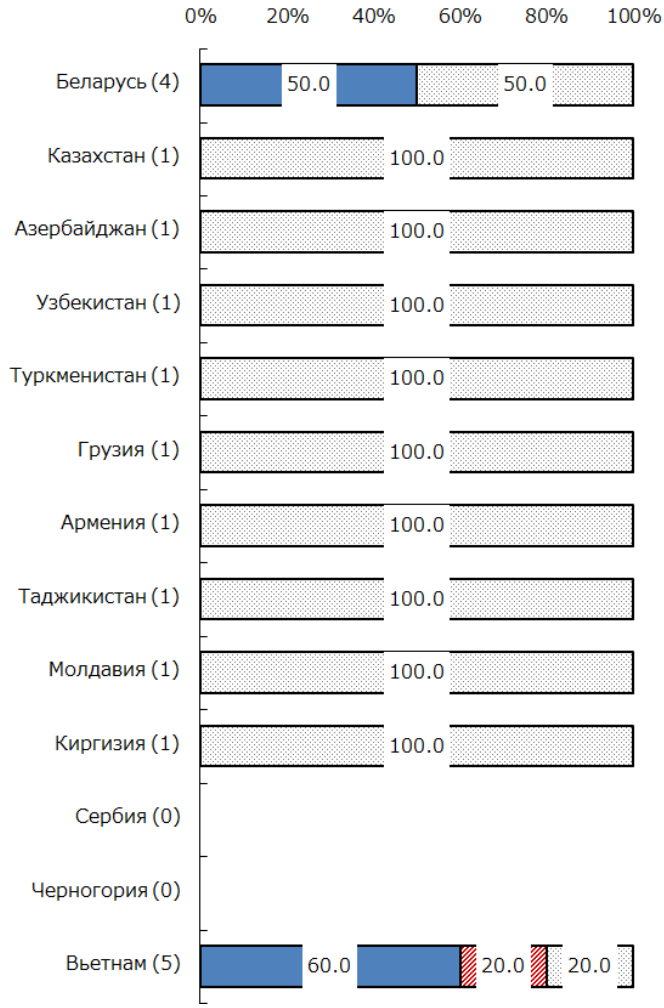 0% 20% 40% 60% 80% 100%
Беларусь (4) 50.0 50.0
Казахстан (1) 100.0
Азербайджан (1) 100.0
Узбекистан (1) 100.0
Туркменистан (1) 100.0
Грузия (1) 100.0
Армения (1) 100.0
Таджикистан (1) 100.0
Молдавия (1) 100.0
Киргизия (1) 100.0
Сербия (0)
Черногория (0)
Вьетнам (5) 60.0 20.0 20.0